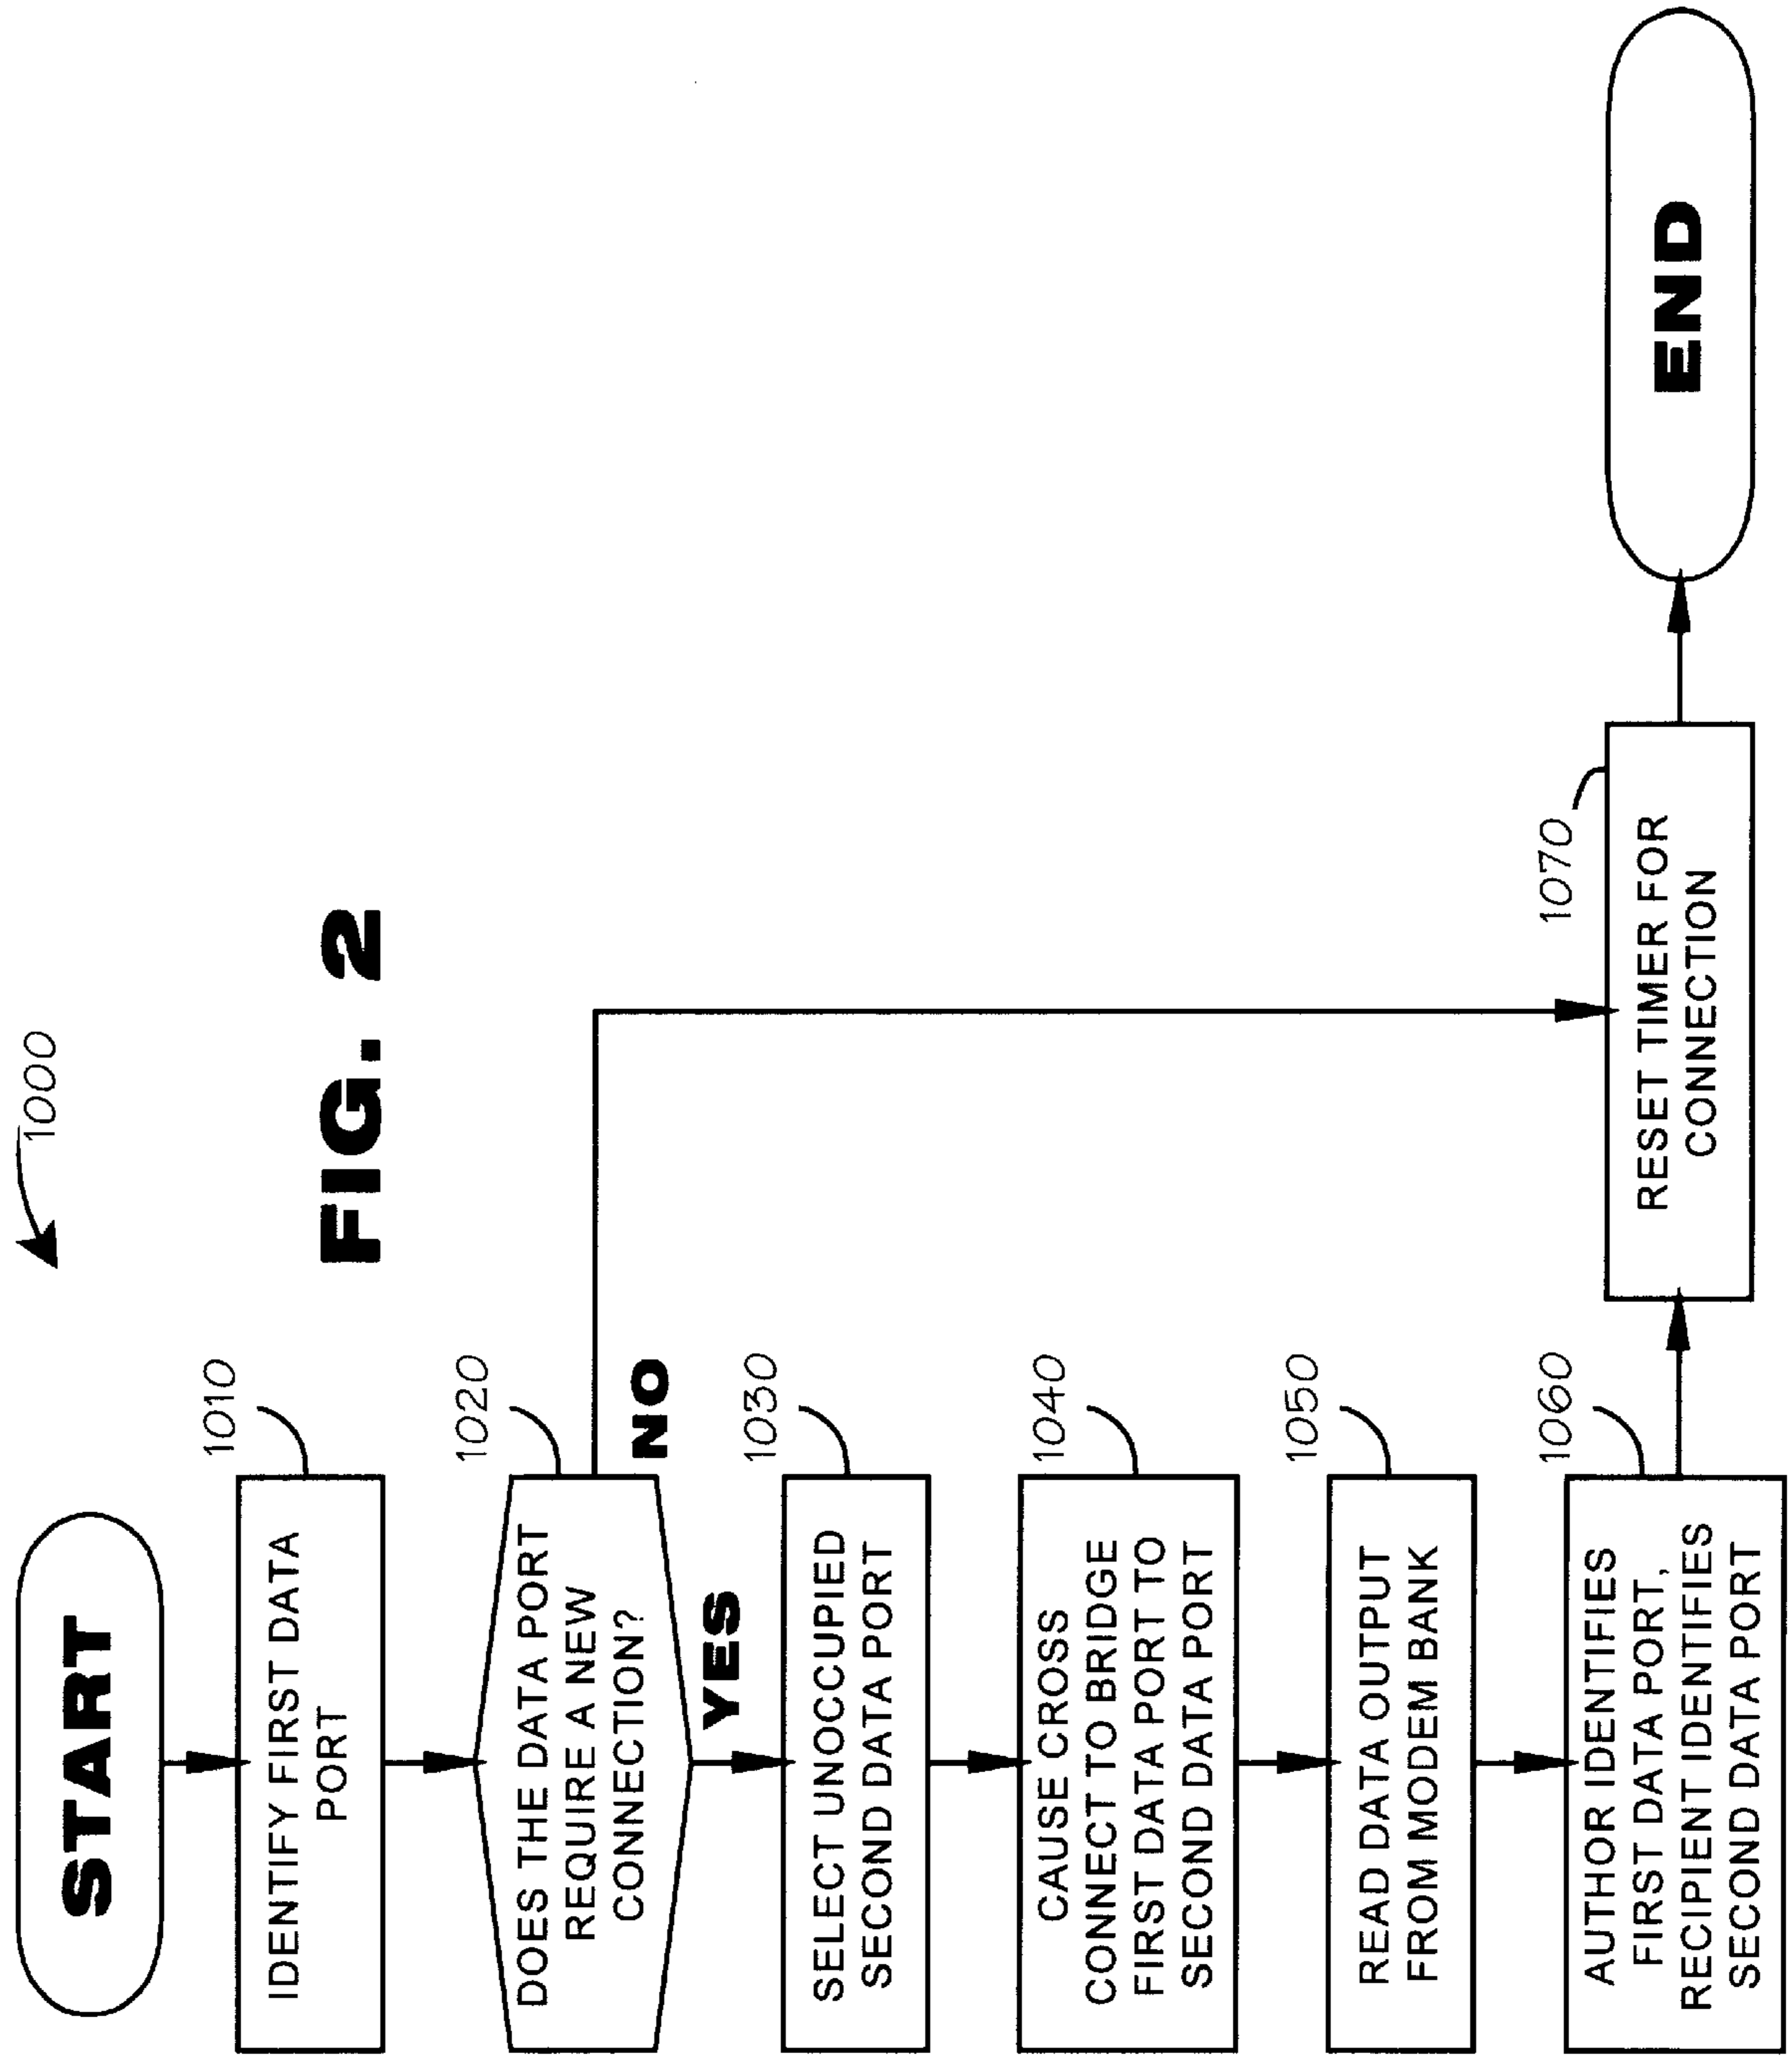 1000
FIG. 2
START
1010
IDENTIFY FIRST DATA
PORT
1020
DOES THE DATA PORT
REQUIRE A NEW
CONNECTION?
NO
YES
1030
SELECT UNOCCUPIED
SECOND DATA PORT
1040
CAUSE CROSS
CONNECT TO BRIDGE
FIRST DATA PORT TO
SECOND DATA PORT
1050
READ DATA OUTPUT
FROM MODEM BANK
1060
AUTHOR IDENTIFIES
FIRST DATA PORT,
RECIPIENT IDENTIFIES
SECOND DATA PORT
1070
RESET TIMER FOR
CONNECTION
END